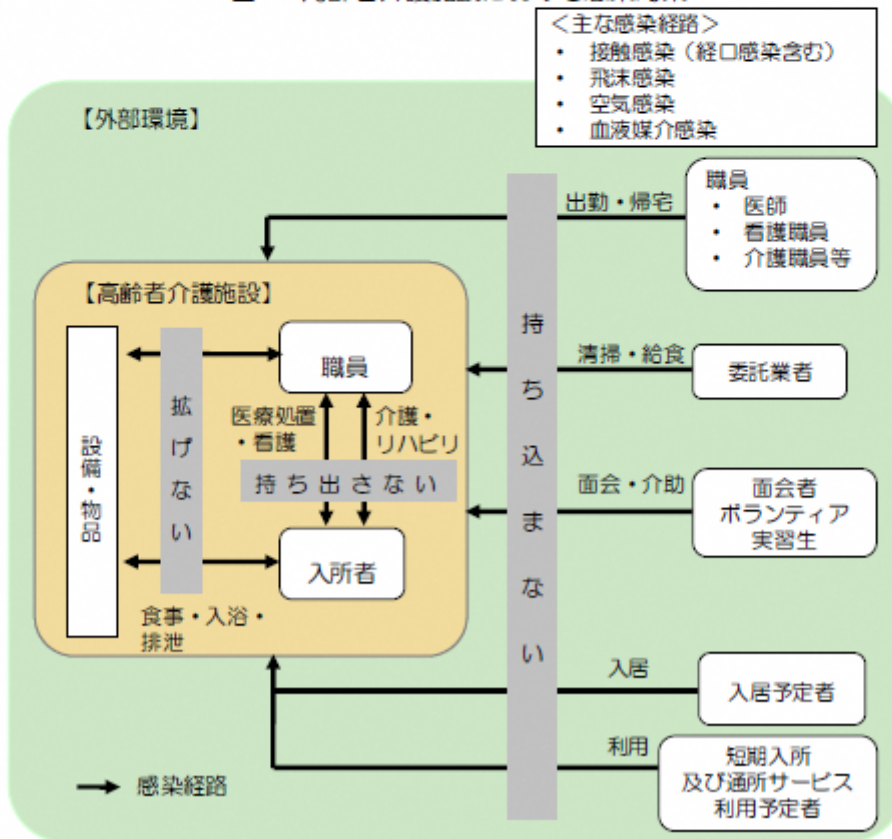 ＜主な感染経路＞
・ 接触感染（経口感染含む）
・ 飛沫感染
・ 空気感染
・ 血液媒介感染
【外部環境】
職員
・ 医師
・ 看護職員
・ 介護職員等
出勤・帰宅
【高齢者介護施設】
持ち込まない
職員
清掃・給食
委託業者
拡げない
医療処置
・看護
介護・
リハビリ
設備・物品
持ち出さない
面会・介助
面会者
ボランティア
実習生
入所者
食事・入浴・
排泄
入居
入居予定者
利用
短期入所
及び通所サービス
利用予定者
感染経路